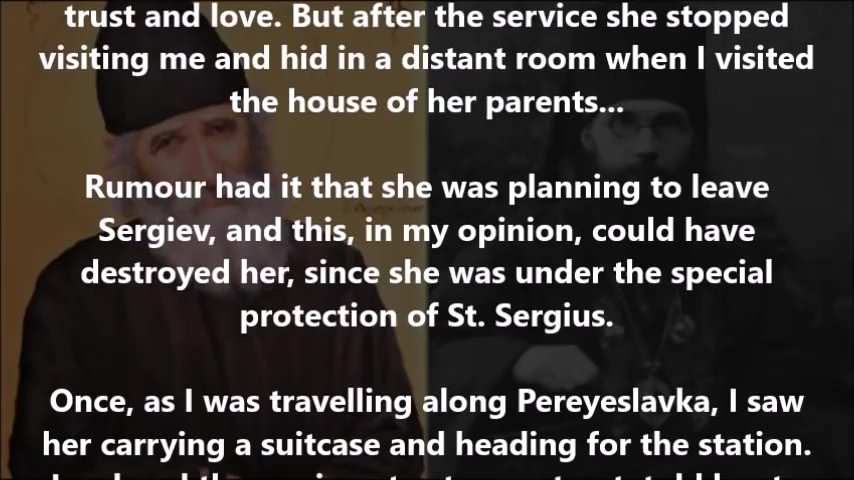 trust and love. But after the service she stopped
visiting me and hid in a distant room when I visited
the house of her parents...
Rumour had it that she was planning to leave
Sergiev, and this, in my opinion, could have
destroyed her, since she was under the special
protection of St. Sergius.
Once, as I was travelling along Pereyeslavka, I saw
her carrying a suitcase and heading for the station.